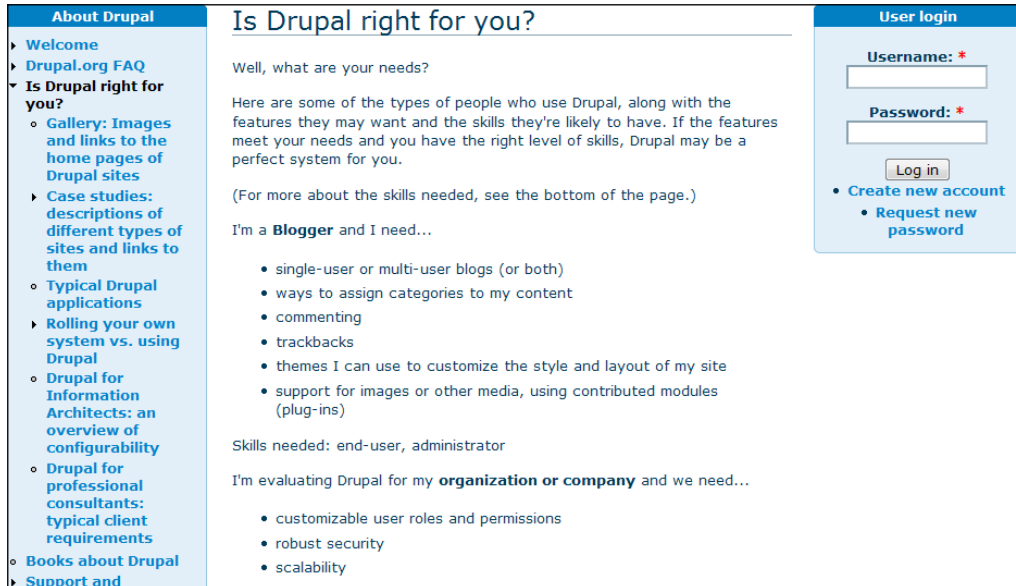 About Drupal
Welcome
Drupal.org FAQ
Is Drupal right for
you?
Gallery: Images
and links to the
home pages of
Drupal sites
Case studies:
descriptions of
different types of
sites and links to
them
Typical Drupal
applications
Rolling your own
system vs. using
Drupal
Drupal for
Information
Architects: an
overview of
configurability
Drupal for
professional
consultants:
typical client
requirements
Books about Drupal
Support and
Is Drupal right for you?
Well, what are your needs?
Here are some of the types of people who use Drupal, along with the
features they may want and the skills they're likely to have. If the features
meet your needs and you have the right level of skills, Drupal may be a
perfect system for you.
(For more about the skills needed, see the bottom of the page.)
I'm a Blogger and I need...
single-user or multi-user blogs (or both)
ways to assign categories to my content
commenting
trackbacks
themes I can use to customize the style and layout of my site
support for images or other media, using contributed modules
(plug-ins)
Skills needed: end-user, administrator
I'm evaluating Drupal for my organization or company and we need...
customizable user roles and permissions
robust security
scalability
User login
Username: *
Password: *
Log in
Create new account
Request new
password